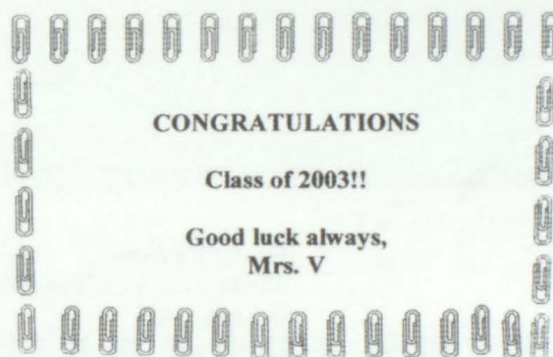 CONGRATULATIONS
Class of 2003!!
Good luck always,
Mrs. V